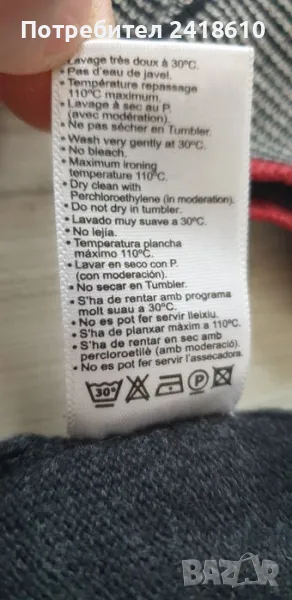 Потребител 2418610
Lavage très doux à 30°C.
• Pas d'eau de javel.
• Température repassage
110°C maximum.
• Lavage à sec au P.
(avec modération).
• Ne pas sécher en Tumbler.
• Wash very gently at 30°C.
• No bleach.
• Maximum ironing
temperature 110°C.
• Dry clean with
Perchloroethylene (in moderation).
• Do not dry in tumbler.
• Lavado muy suave a 30°C.
• No lejía.
• Temperatura plancha
máximo 110°C.
• Lavar en seco con P.
(con moderación).
• No secar en Tumbler.
• S'ha de rentar amb programa
molt suau a 30°C.
• No es pot fer servir lleixiu.
• S'ha de planxar màxim a 110°C.
• S'ha de rentar en sec amb
percloroetilè (amb moderació).
• No es pot fer servir l'assecadora.
30° P
BAZAR